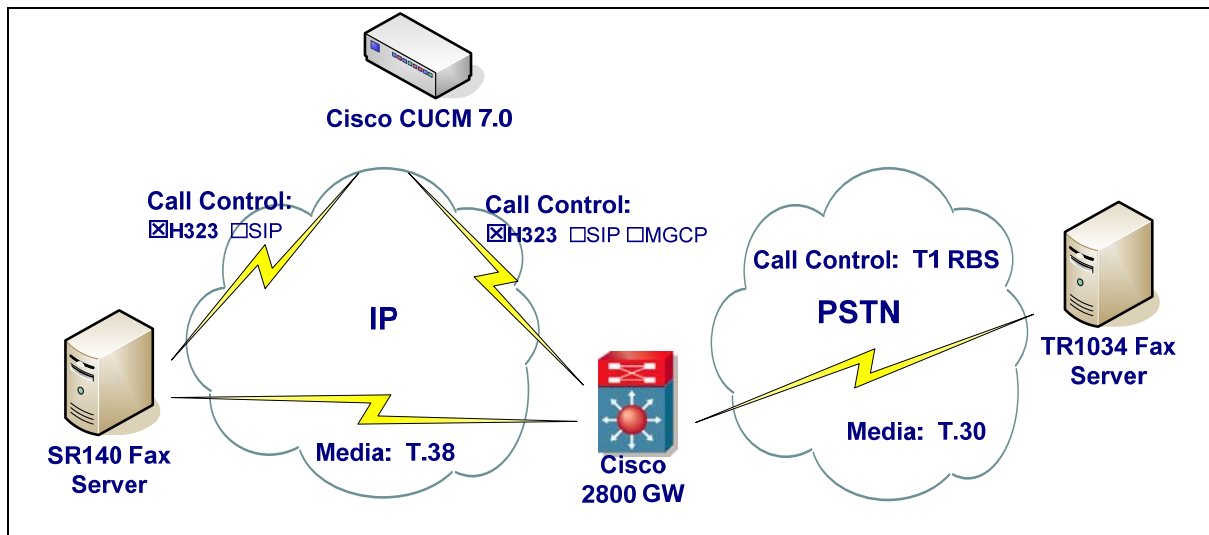 Cisco CUCM 7.0
Call Control:
☒H323 ☐SIP
Call Control:
☒H323 ☐SIP ☐MGCP
IP
Call Control: T1 RBS
PSTN
TR1034 Fax
Server
SR140 Fax
Server
Media: T.38
Cisco
2800 GW
Media: T.30